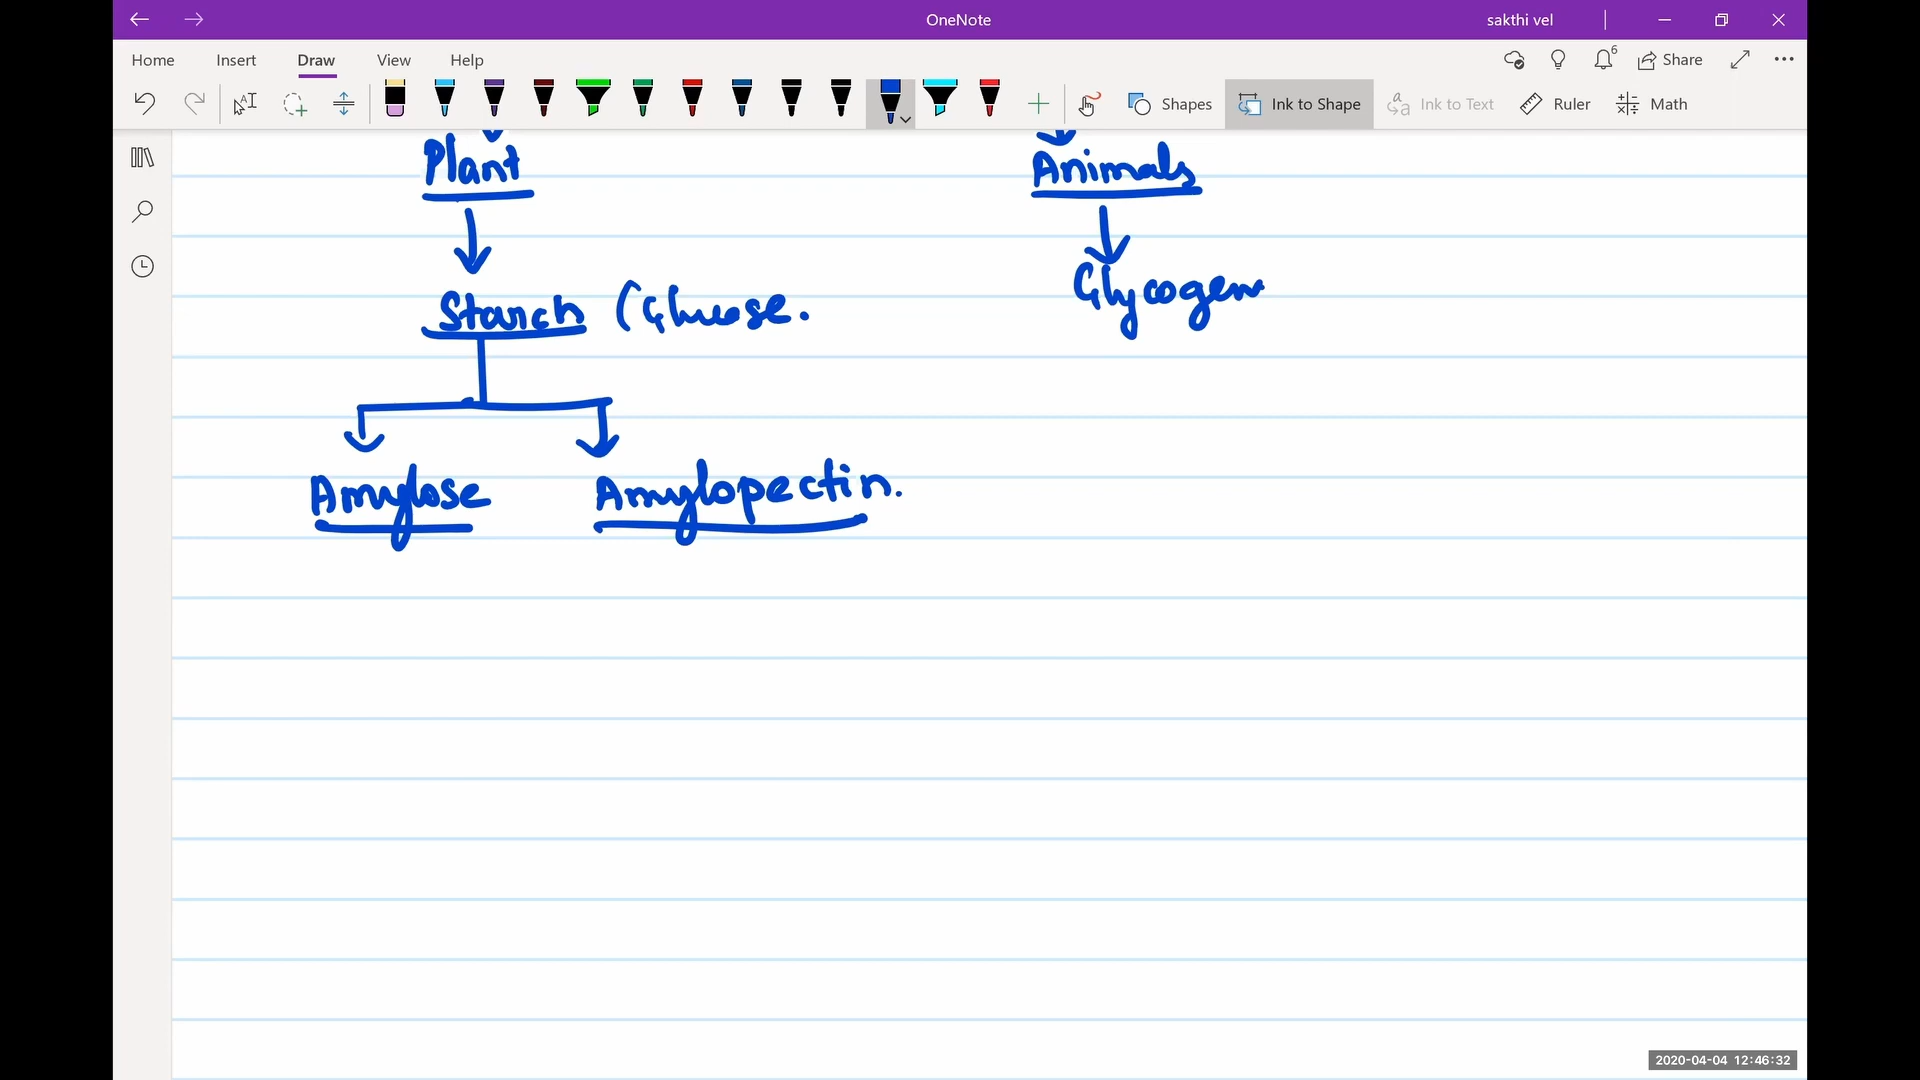 OneNote
sakthi vel
Home Insert Draw View Help
6 Share
Shapes Ink to Shape Ink to Text Ruler Math
Plant Animals
Starch (Glucose. Glycogen
Amylose Amylopectin.
2020-04-04 12:46:32